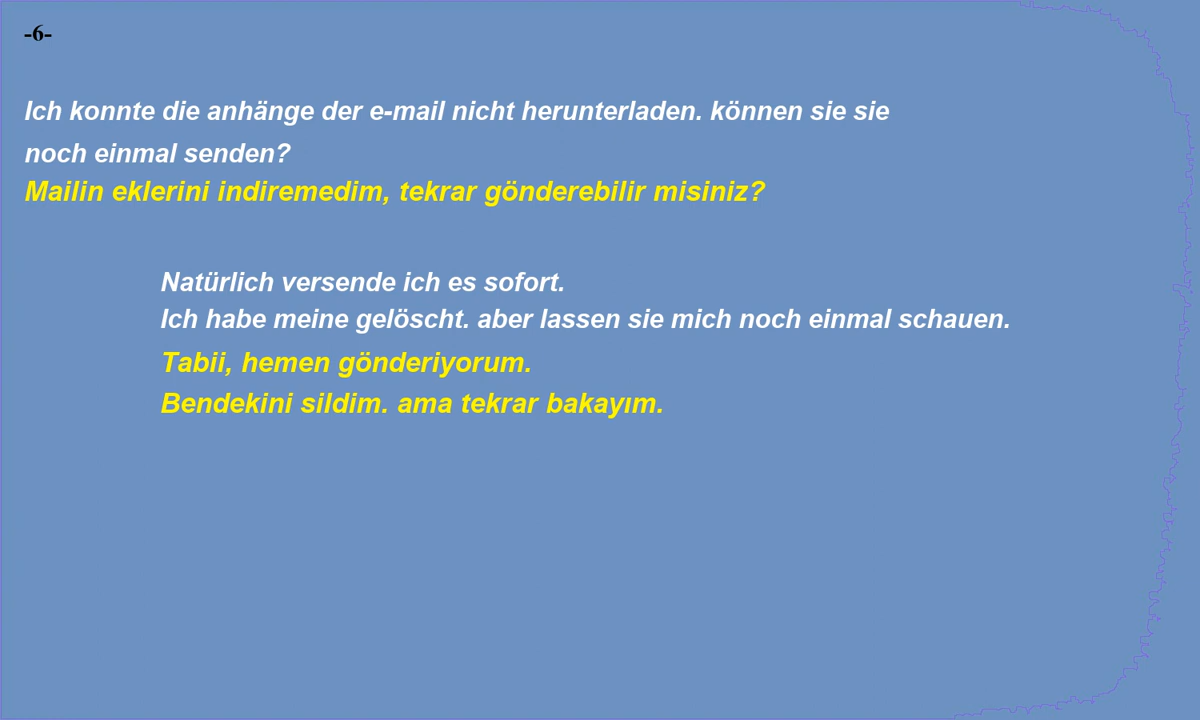 -6-
Ich konnte die anhänge der e-mail nicht herunterladen. können sie sie
noch einmal senden?
Mailin eklerini indiremedim, tekrar gönderebilir misiniz?
Natürlich versende ich es sofort.
Ich habe meine gelöscht. aber lassen sie mich noch einmal schauen.
Tabii, hemen gönderiyorum.
Bendekini sildim. ama tekrar bakayım.